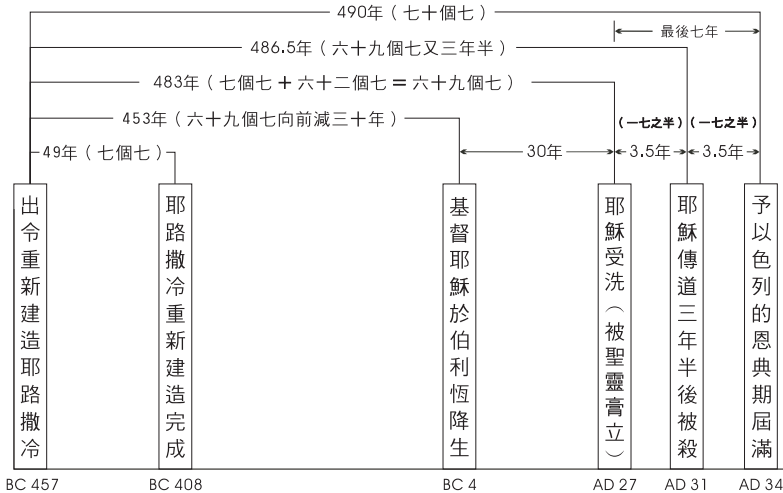 490年（七十個七）
最後七年
486.5年（六十九個七又三年半）
483年（七個七＋六十二個七＝六十九個七）
453年（六十九個七向前減三十年）
（一七之半）
（一七之半）
49年（七個七）
30年
3.5年
3.5年
出令重新建造耶路撒冷
耶路撒冷重新建造完成
基督耶穌於伯利恆降生
耶穌受洗（被聖靈膏立）
耶穌傳道三年半後被殺
予以色列的恩典期屆滿
BC 457
BC 408
BC 4
AD 27
AD 31
AD 34